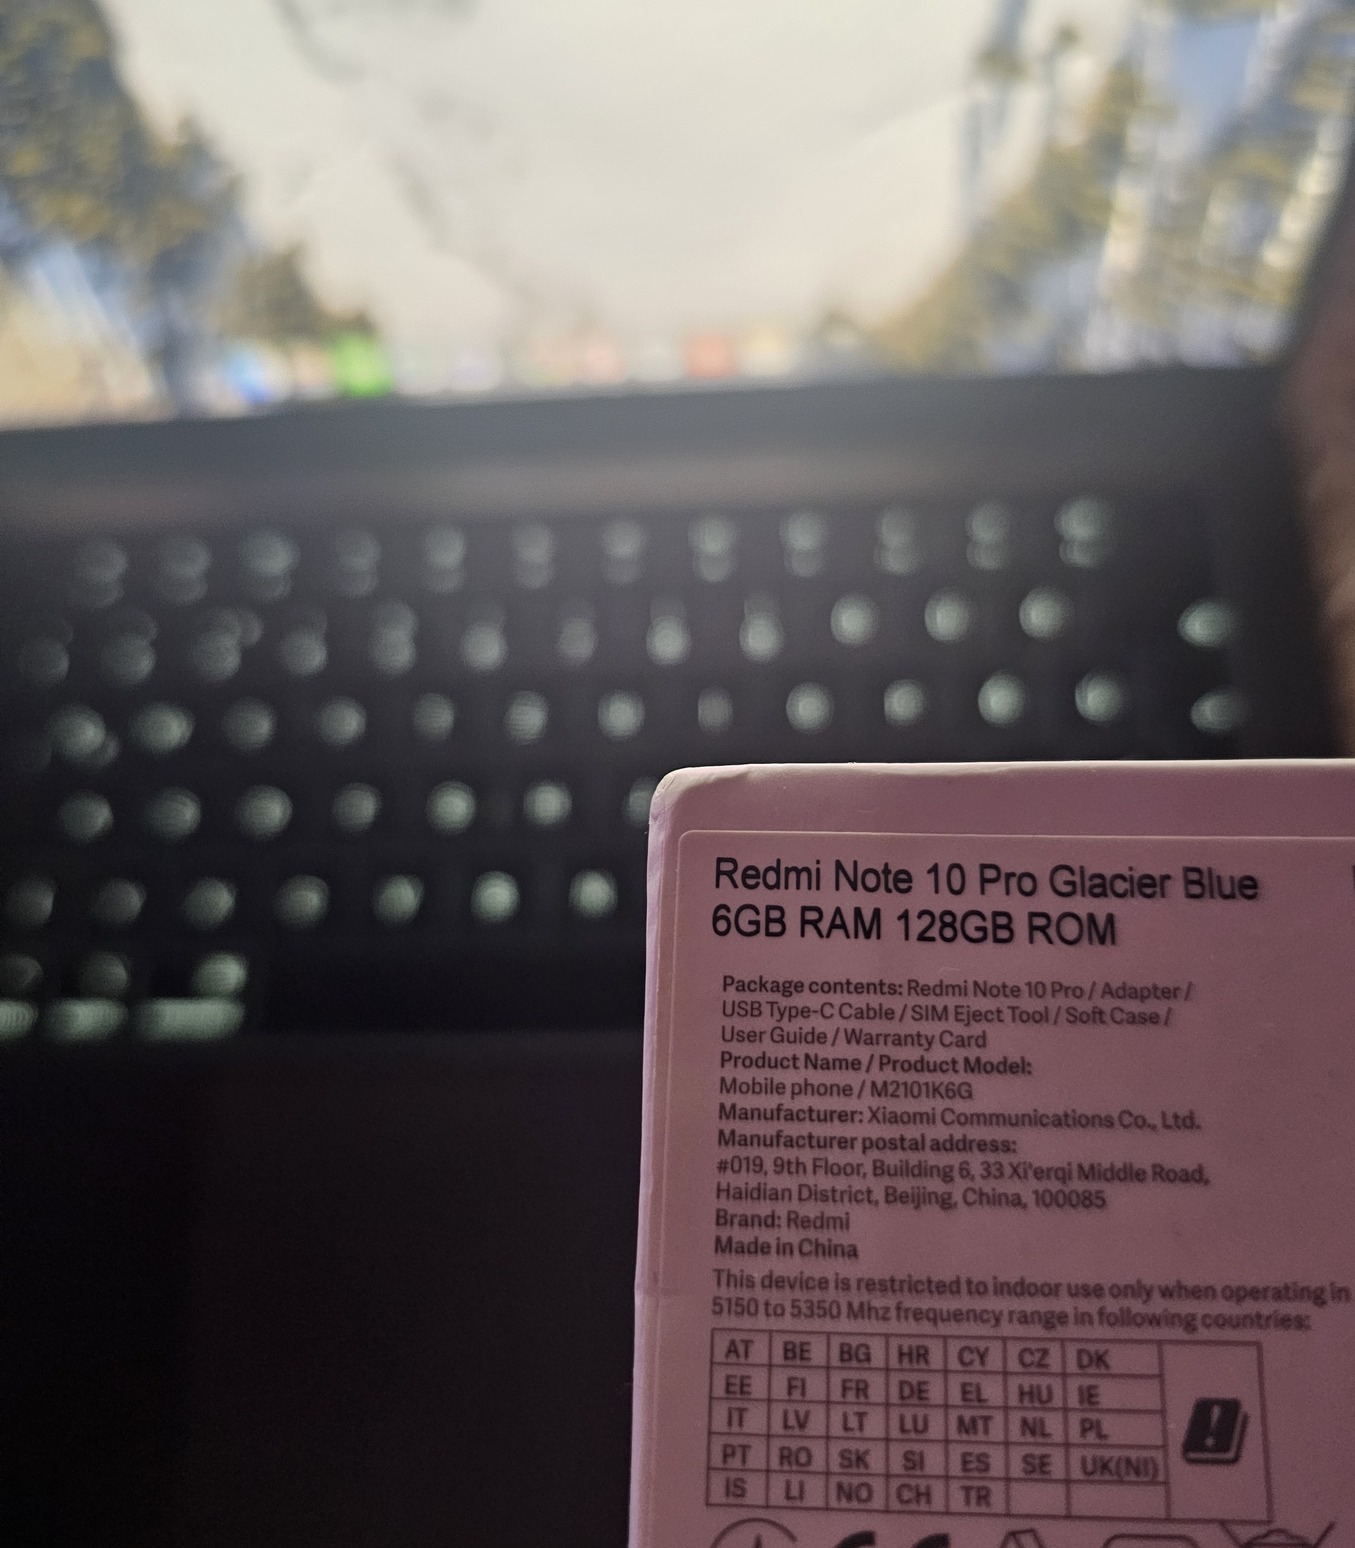 Redmi Note 10 Pro Glacier Blue
6GB RAM 128GB ROM
Package contents: Redmi Note 10 Pro / Adapter /
USB Type-C Cable / SIM Eject Tool / Soft Case /
User Guide / Warranty Card
Product Name / Product Model:
Mobile phone / M2101K6G
Manufacturer: Xiaomi Communications Co., Ltd.
Manufacturer postal address:
#019, 9th Floor, Building 6, 33 Xi'erqi Middle Road,
Haidian District, Beijing, China, 100085
Brand: Redmi
Made in China
This device is restricted to indoor use only when operating in
5150 to 5350 Mhz frequency range in following countries:
AT BE BG HR CY CZ DK
EE FI FR DE EL HU IE
IT LV LT LU MT NL PL
PT RO SK SI ES SE UK(NI)
IS LI NO CH TR